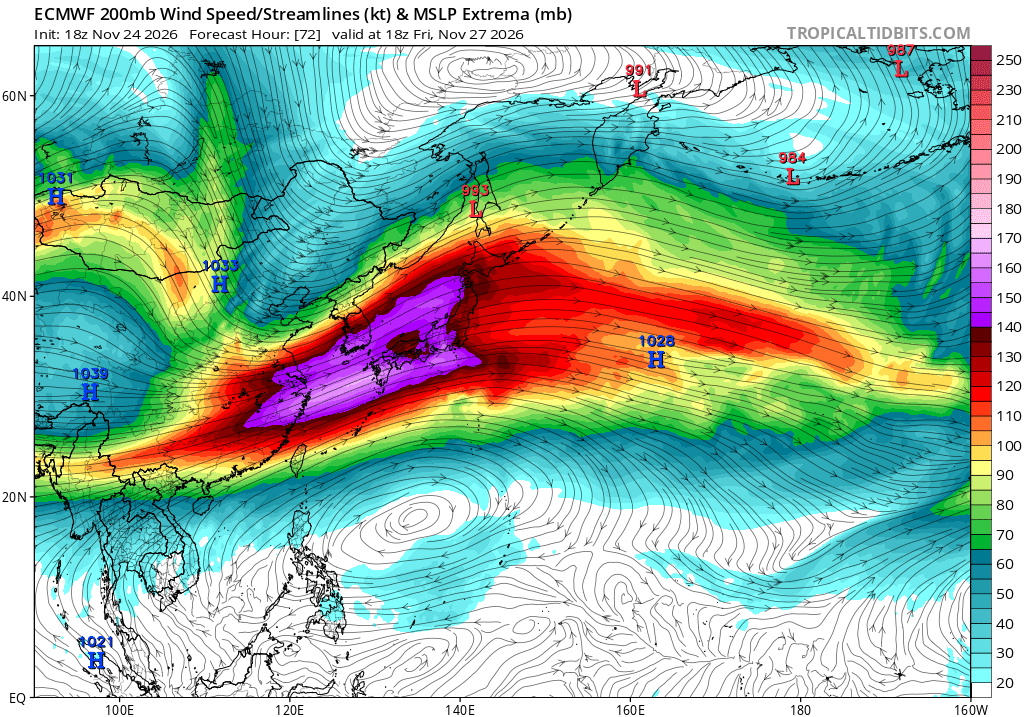 ECMWF 200mb Wind Speed/Streamlines (kt) & MSLP Extrema (mb)
Init: 18z Nov 24 2026 Forecast Hour: [72] valid at 18z Fri, Nov 27 2026
TROPICALTIDBITS.COM
987
L
991
L
984
L
993
L
1031
H
1033
H
1028
H
1039
H
1021
H
60N
40N
20N
EQ
100E
120E
140E
160E
180
160W
250
230
210
200
190
180
170
160
150
140
130
120
110
100
90
80
70
60
50
40
30
20